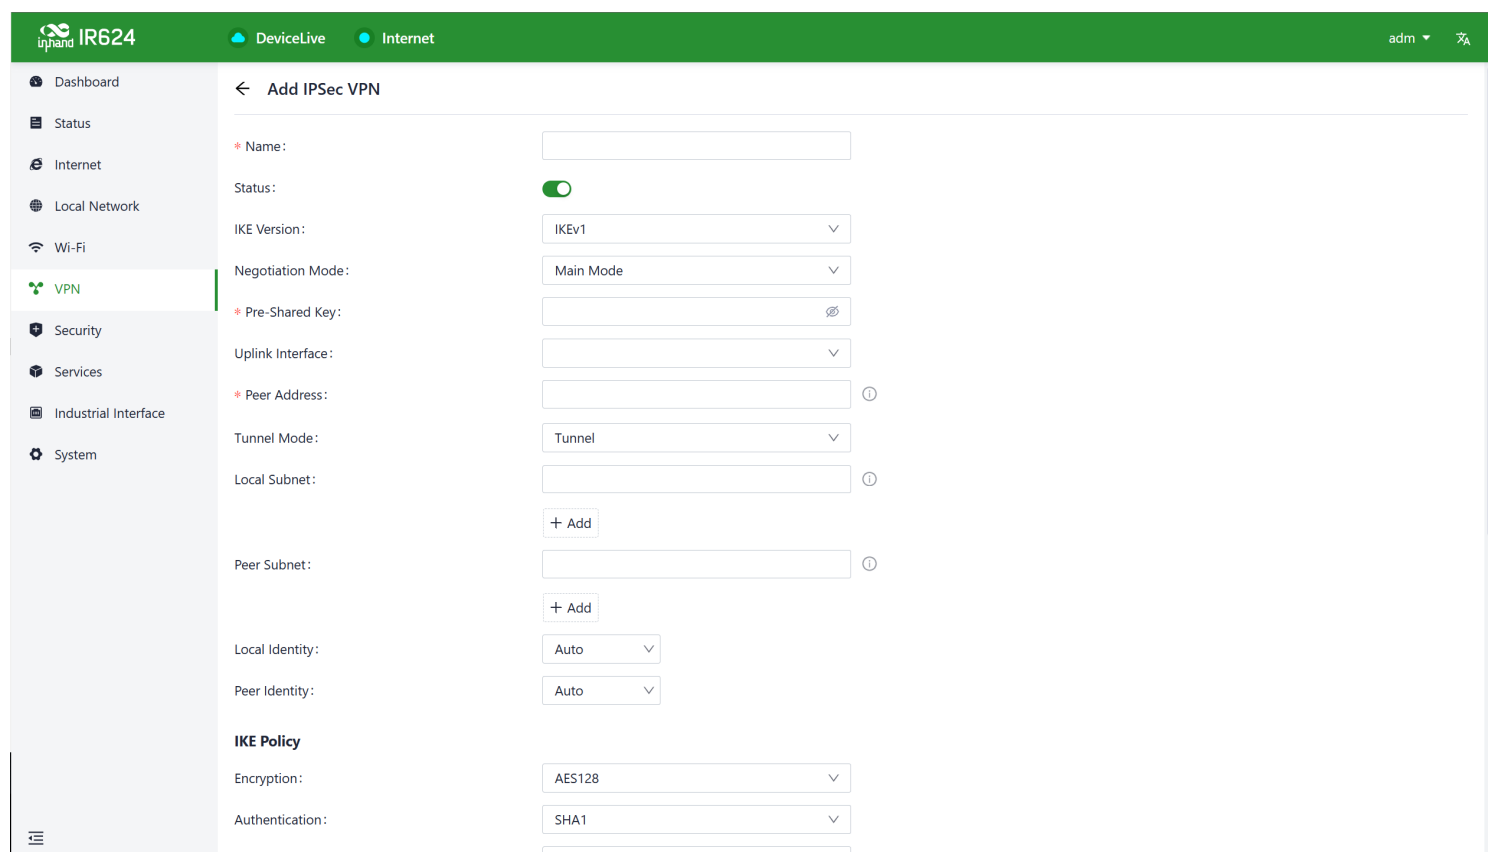 inhand IR624
DeviceLive
Internet
adm
Dashboard
Status
Internet
Local Network
Wi-Fi
VPN
Security
Services
Industrial Interface
System
Add IPSec VPN
* Name:
Status:
IKE Version: IKEv1
Negotiation Mode: Main Mode
* Pre-Shared Key:
Uplink Interface:
* Peer Address:
Tunnel Mode: Tunnel
Local Subnet:
+ Add
Peer Subnet:
+ Add
Local Identity: Auto
Peer Identity: Auto
IKE Policy
Encryption: AES128
Authentication: SHA1